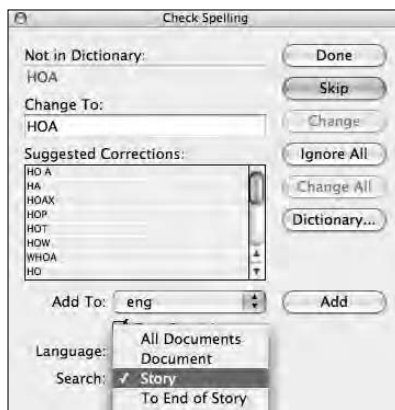 Check Spelling
Not in Dictionary:
HOA
Change To:
HOA
Suggested Corrections:
HO A
HA
HOAX
HOP
HOT
HOW
WHOA
HO
Done
Skip
Change
Ignore All
Change All
Dictionary...
Add To: eng
Add
Language:
Search:
All Documents
Document
✓ Story
To End of Story